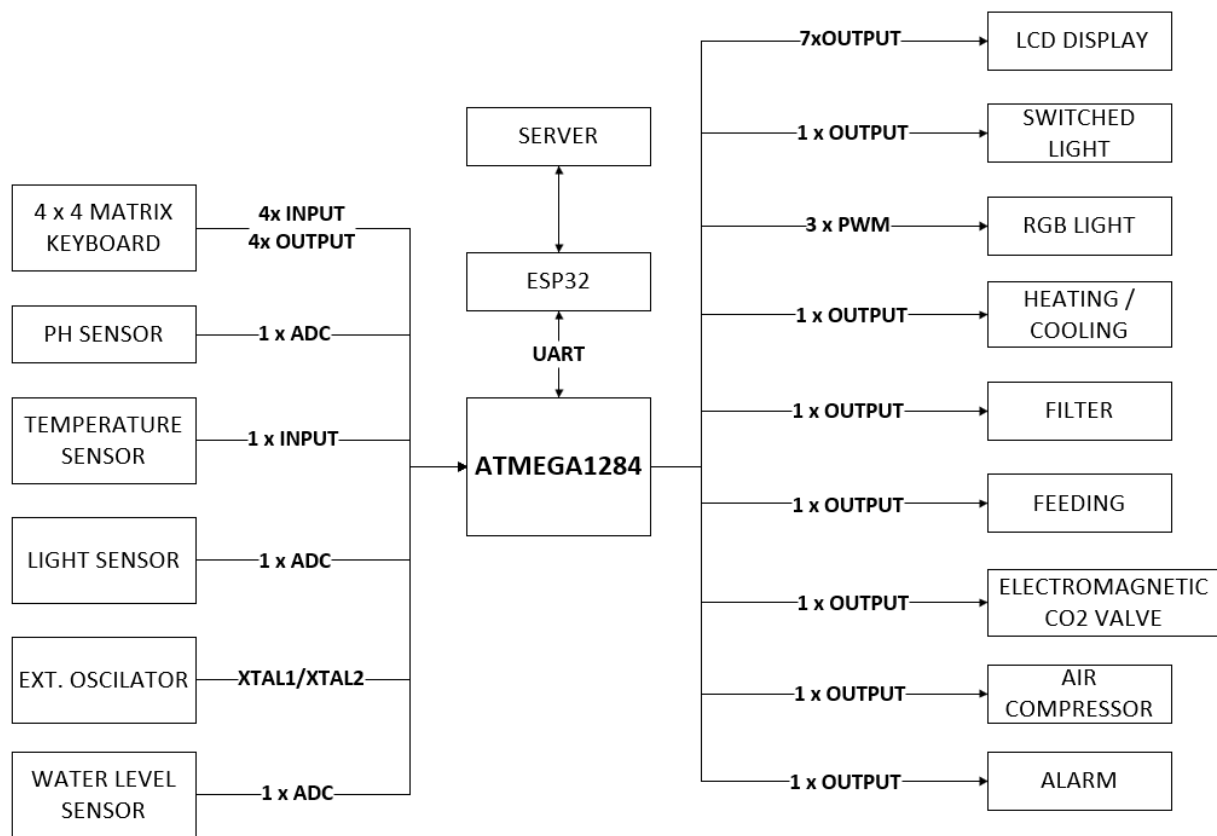 4 x 4 MATRIX
KEYBOARD
4x INPUT
4x OUTPUT
PH SENSOR
1 x ADC
TEMPERATURE
SENSOR
1 x INPUT
LIGHT SENSOR
1 x ADC
EXT. OSCILATOR
XTAL1/XTAL2
WATER LEVEL
SENSOR
1 x ADC
SERVER
ESP32
UART
ATMEGA1284
7xOUTPUT
LCD DISPLAY
1 x OUTPUT
SWITCHED
LIGHT
3 x PWM
RGB LIGHT
1 x OUTPUT
HEATING /
COOLING
1 x OUTPUT
FILTER
1 x OUTPUT
FEEDING
1 x OUTPUT
ELECTROMAGNETIC
CO2 VALVE
1 x OUTPUT
AIR
COMPRESSOR
1 x OUTPUT
ALARM